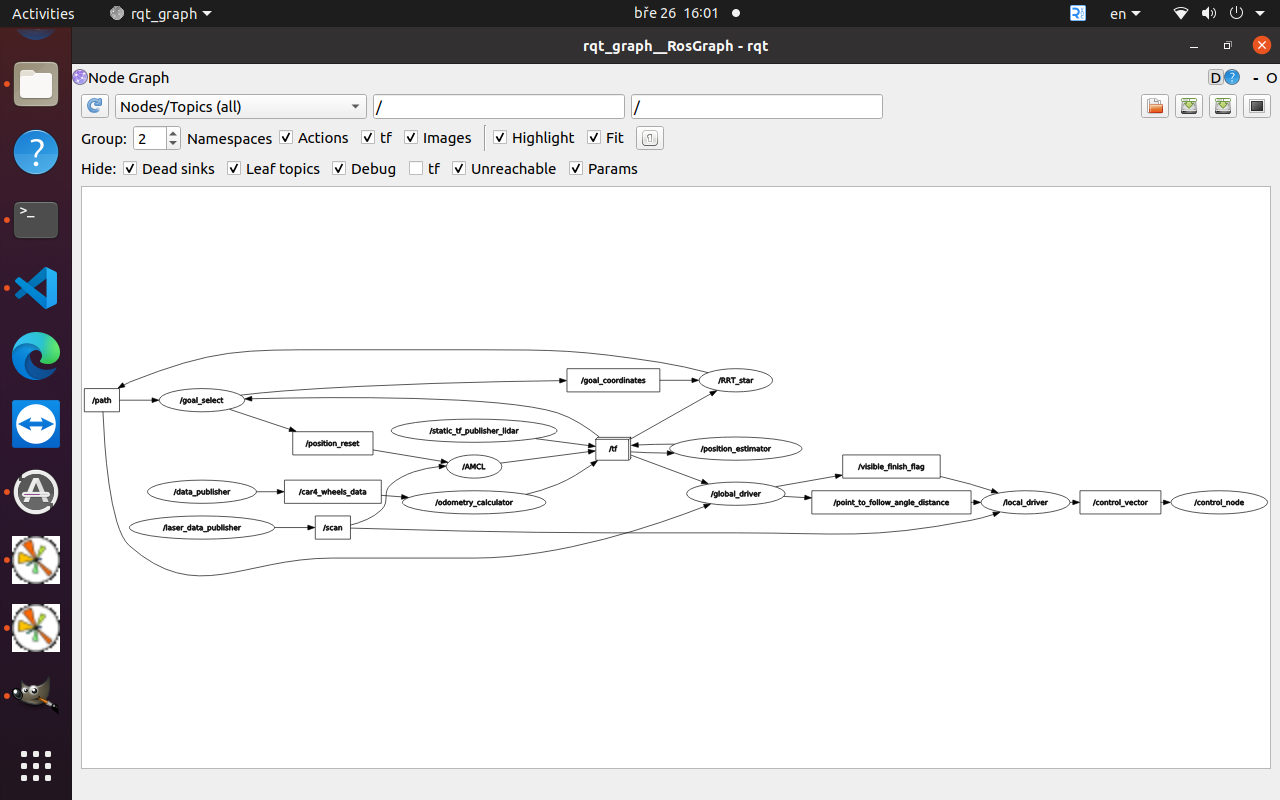 Activities rqt_graph bře 26 16:01 en
rqt_graph__RosGraph - rqt
Node Graph D ? - O
Nodes/Topics (all) / /
Group: 2 Namespaces Actions tf Images Highlight Fit
Hide: Dead sinks Leaf topics Debug tf Unreachable Params
/goal_coordinates /RRT_star
/path /goal_select
/static_tf_publisher_lidar
/position_reset /tf /position_estimator
/AMCL /visible_finish_flag
/data_publisher /car4_wheels_data /global_driver
/odometry_calculator /point_to_follow_angle_distance /local_driver /control_vector /control_node
/laser_data_publisher /scan